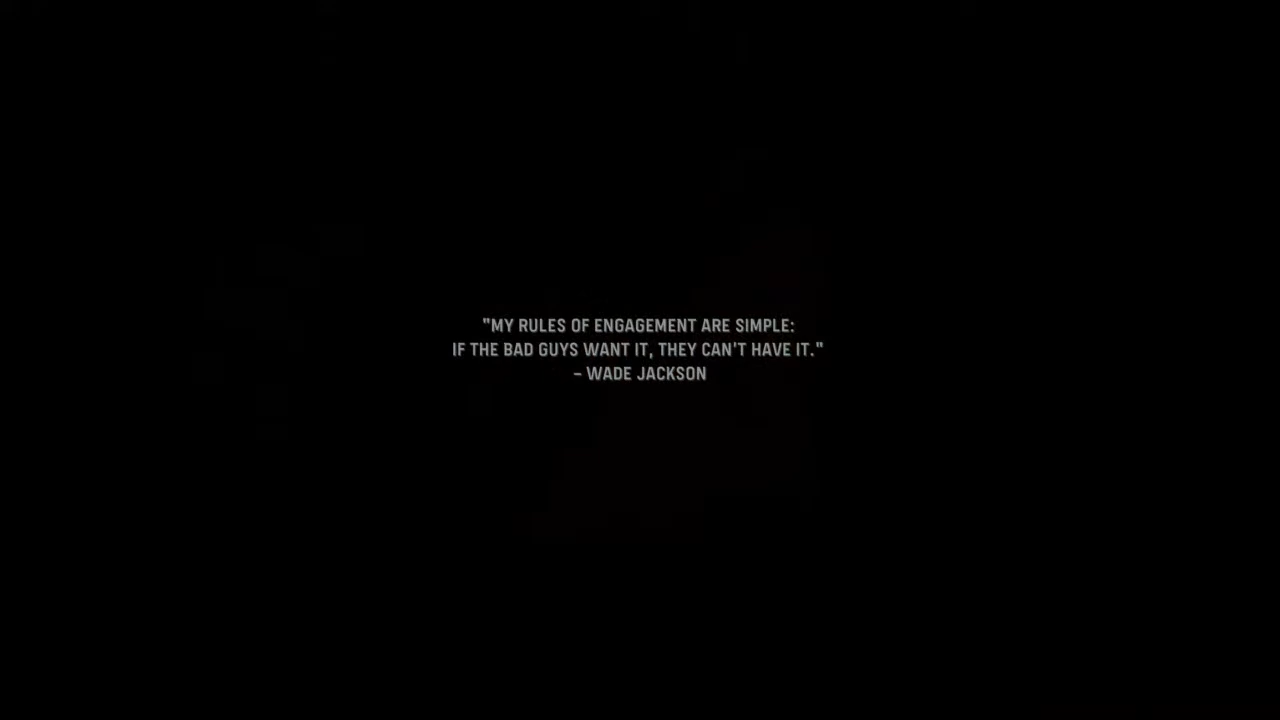 "MY RULES OF ENGAGEMENT ARE SIMPLE:
IF THE BAD GUYS WANT IT, THEY CAN'T HAVE IT."
– WADE JACKSON